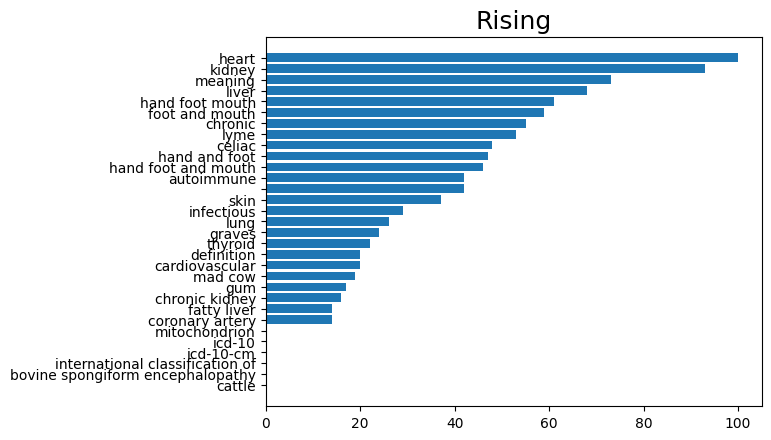 Rising
heart
kidney
meaning
liver
hand foot mouth
foot and mouth
chronic
lyme
celiac
hand and foot
hand foot and mouth
autoimmune
skin
infectious
lung
graves
thyroid
definition
cardiovascular
mad cow
gum
chronic kidney
fatty liver
coronary artery
mitochondrion
icd-10
icd-10-cm
international classification of
bovine spongiform encephalopathy
cattle
0 20 40 60 80 100